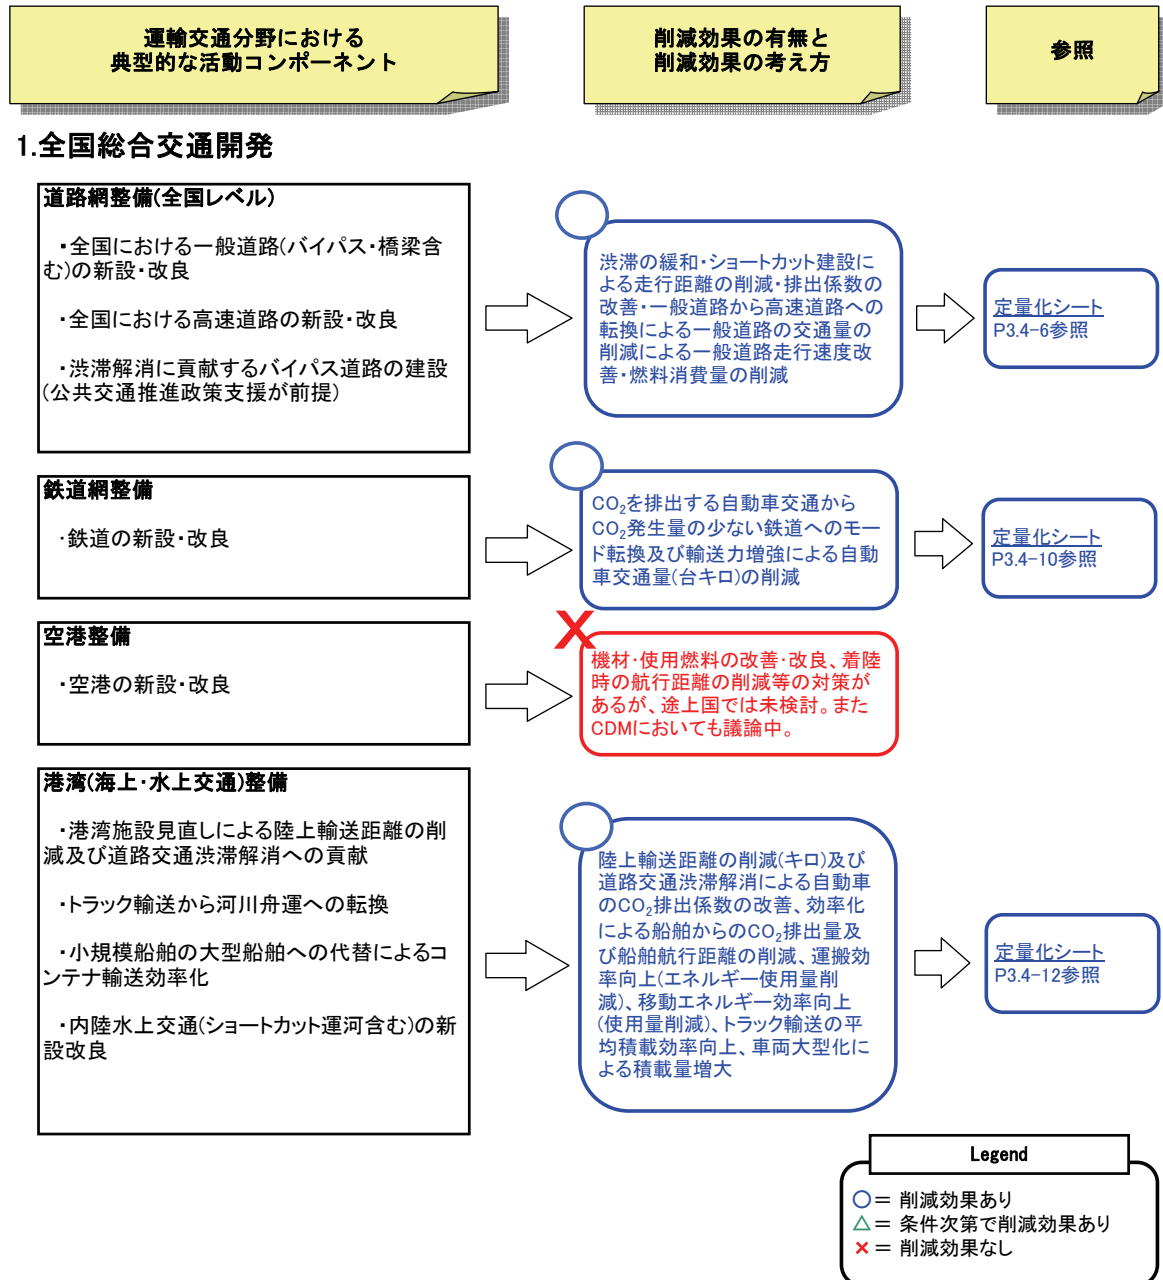 運輸交通分野における
典型的な活動コンポーネント
削減効果の有無と
削減効果の考え方
参照
1.全国総合交通開発
道路網整備(全国レベル)
・全国における一般道路(バイパス・橋梁含
む)の新設・改良
・全国における高速道路の新設・改良
・渋滞解消に貢献するバイパス道路の建設
(公共交通推進政策支援が前提)
渋滞の緩和・ショートカット建設に
よる走行距離の削減・排出係数の
改善・一般道路から高速道路への
転換による一般道路の交通量の
削減による一般道路走行速度改
善・燃料消費量の削減
定量化シート
P3.4-6参照
鉄道網整備
・鉄道の新設・改良
CO₂を排出する自動車交通から
CO₂発生量の少ない鉄道へのモー
ド転換及び輸送力増強による自動
車交通量(台キロ)の削減
定量化シート
P3.4-10参照
空港整備
・空港の新設・改良
X
機材・使用燃料の改善・改良、着陸
時の航行距離の削減等の対策が
あるが、途上国では未検討。また
CDMにおいても議論中。
港湾(海上・水上交通)整備
・港湾施設見直しによる陸上輸送距離の削
減及び道路交通渋滞解消への貢献
・トラック輸送から河川舟運への転換
・小規模船舶の大型船舶への代替によるコ
ンテナ輸送効率化
・内陸水上交通(ショートカット運河含む)の新
設改良
陸上輸送距離の削減(キロ)及び
道路交通渋滞解消による自動車
のCO₂排出係数の改善、効率化
による船舶からのCO₂排出量及
び船舶航行距離の削減、運搬効
率向上(エネルギー使用量削
減)、移動エネルギー効率向上
(使用量削減)、トラック輸送の平
均積載効率向上、車両大型化に
よる積載量増大
定量化シート
P3.4-12参照
Legend
○= 削減効果あり
△= 条件次第で削減効果あり
×= 削減効果なし